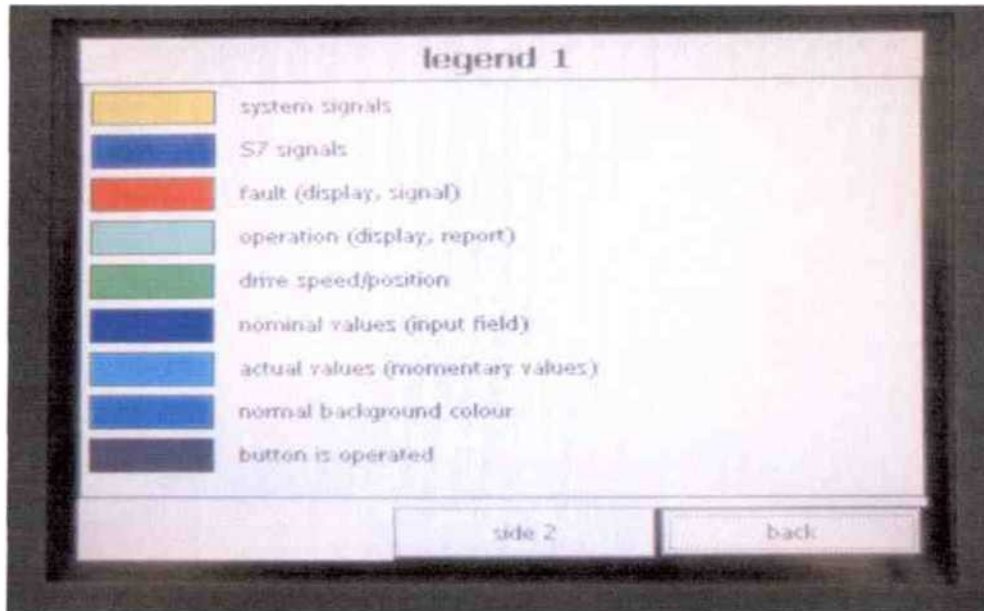 legend 1
system signals
S7 signals
fault (display, signal)
operation (display, report)
drive speed/position
nominal values (input field)
actual values (momentary values)
normal background colour
button is operated
side 2
back